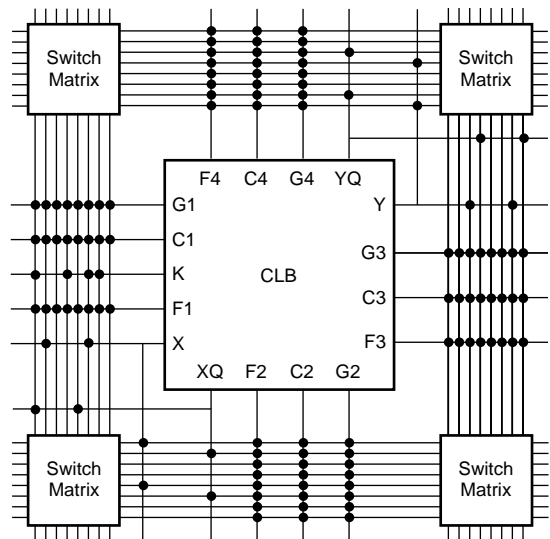 Switch
Matrix
Switch
Matrix
F4 C4 G4 YQ
G1
Y
C1
G3
K
CLB
C3
F1
F3
X
XQ F2 C2 G2
Switch
Matrix
Switch
Matrix